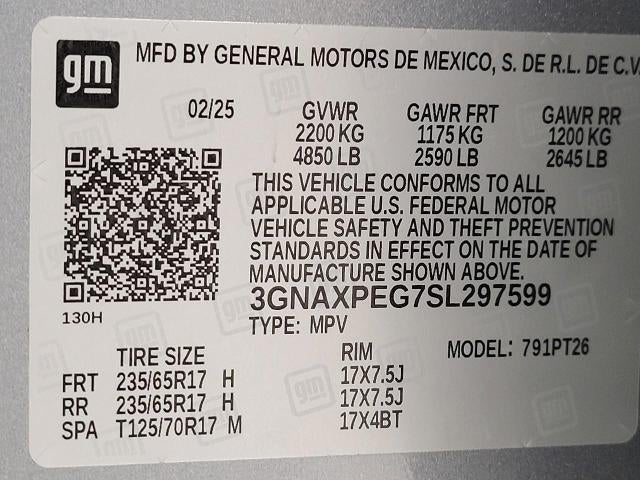 gm
MFD BY GENERAL MOTORS DE MEXICO, S. DE R.L. DE C.V.
02/25 GVWR GAWR FRT GAWR RR
2200 KG 1175 KG 1200 KG
4850 LB 2590 LB 2645 LB
THIS VEHICLE CONFORMS TO ALL
APPLICABLE U.S. FEDERAL MOTOR
VEHICLE SAFETY AND THEFT PREVENTION
STANDARDS IN EFFECT ON THE DATE OF
MANUFACTURE SHOWN ABOVE.
3GNAXPEG7SL297599
130H
TYPE: MPV
TIRE SIZE RIM MODEL: 791PT26
FRT 235/65R17 H 17X7.5J
RR 235/65R17 H 17X7.5J
SPA T125/70R17 M 17X4BT
gm